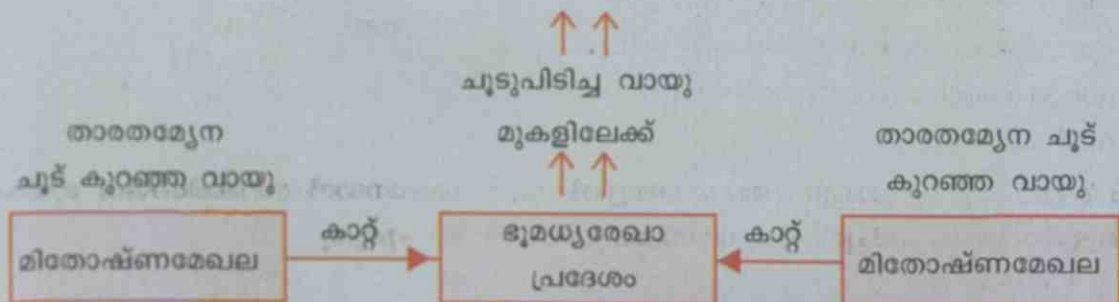 ചൂടുപിടിച്ച വായു
മുകളിലേക്ക്
താരതമ്യേന
ചൂട് കുറഞ്ഞ വായു
താരതമ്യേന ചൂട്
കുറഞ്ഞ വായു
മിതോഷ്ണമേഖല
കാറ്റ്
ഭൂമധ്യരേഖാ
പ്രദേശം
കാറ്റ്
മിതോഷ്ണമേഖല